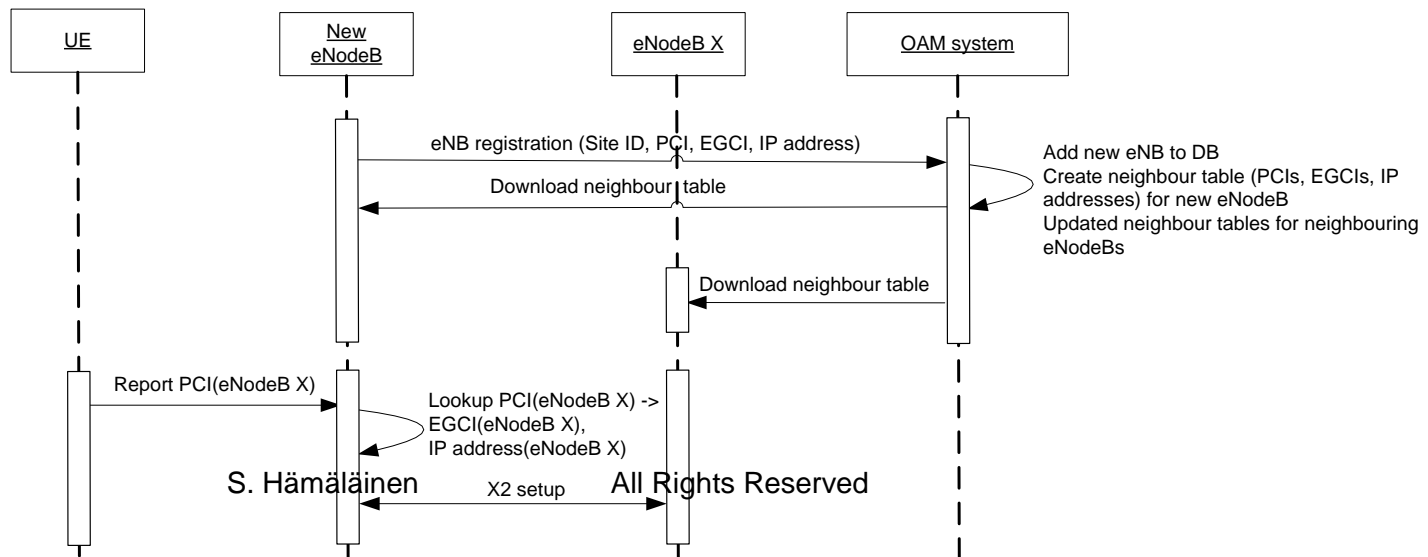 UE
New
eNodeB
eNodeB X
OAM system
eNB registration (Site ID, PCI, EGCI, IP address)
Add new eNB to DB
Create neighbour table (PCIs, EGCIs, IP
addresses) for new eNodeB
Updated neighbour tables for neighbouring
eNodeBs
Download neighbour table
Download neighbour table
Report PCI(eNodeB X)
Lookup PCI(eNodeB X) ->
EGCI(eNodeB X),
IP address(eNodeB X)
S. Hämäläinen
All Rights Reserved
X2 setup